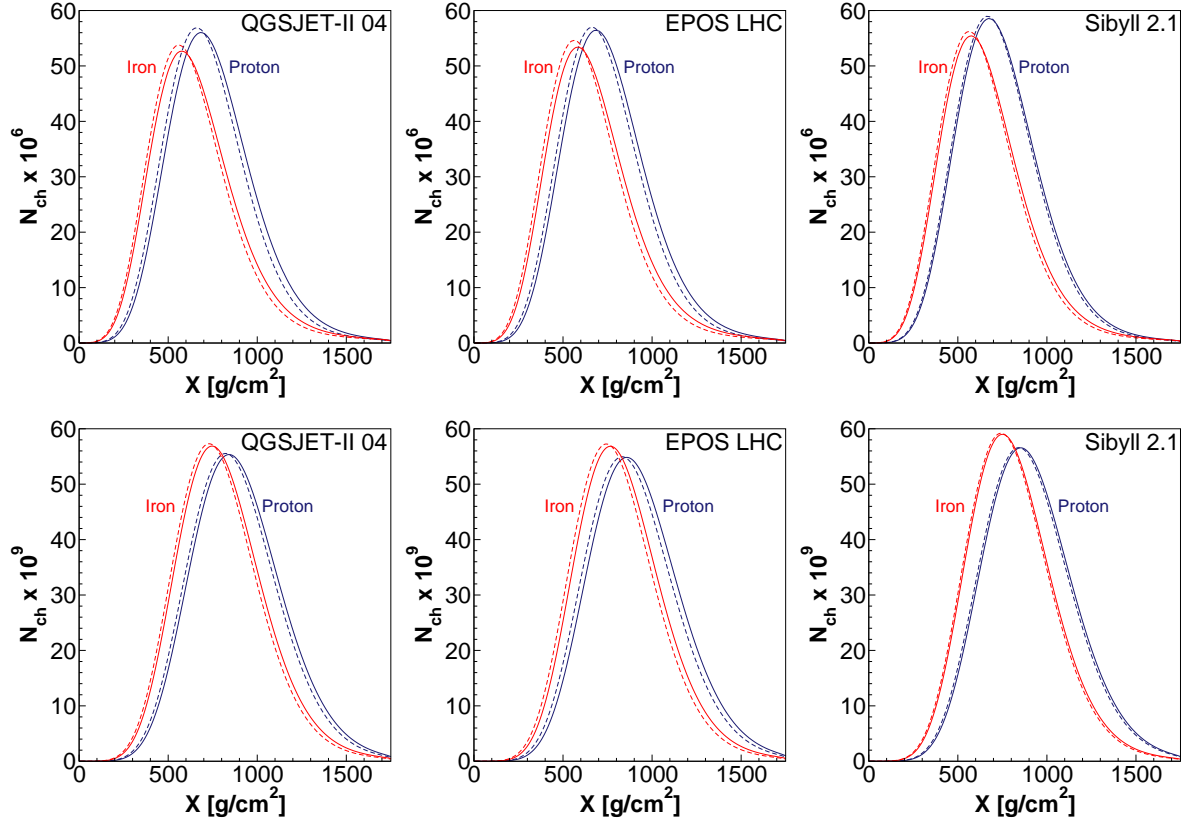 QGSJET-II 04
Iron
Proton
N_ch x 10^6
60
50
40
30
20
10
0
0 500 1000 1500
X [g/cm^2]
EPOS LHC
Iron
Proton
N_ch x 10^6
60
50
40
30
20
10
0
0 500 1000 1500
X [g/cm^2]
Sibyll 2.1
Iron
Proton
N_ch x 10^6
60
50
40
30
20
10
0
0 500 1000 1500
X [g/cm^2]
QGSJET-II 04
Iron
Proton
N_ch x 10^9
60
50
40
30
20
10
0
0 500 1000 1500
X [g/cm^2]
EPOS LHC
Iron
Proton
N_ch x 10^9
60
50
40
30
20
10
0
0 500 1000 1500
X [g/cm^2]
Sibyll 2.1
Iron
Proton
N_ch x 10^9
60
50
40
30
20
10
0
0 500 1000 1500
X [g/cm^2]